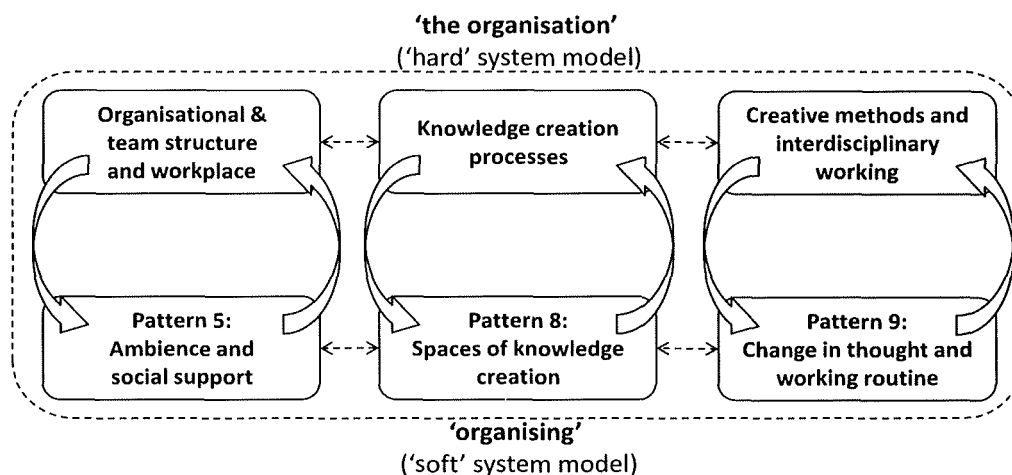 ‘the organisation’
(‘hard’ system model)
Organisational &
team structure
and workplace
Knowledge creation
processes
Creative methods and
interdisciplinary
working
Pattern 5:
Ambience and
social support
Pattern 8:
Spaces of knowledge
creation
Pattern 9:
Change in thought and
working routine
‘organising’
(‘soft’ system model)